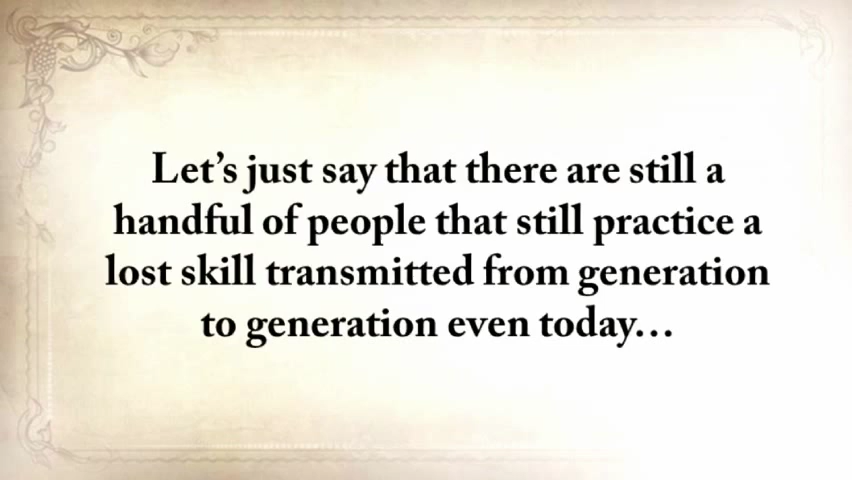 Let’s just say that there are still a
handful of people that still practice a
lost skill transmitted from generation
to generation even today…